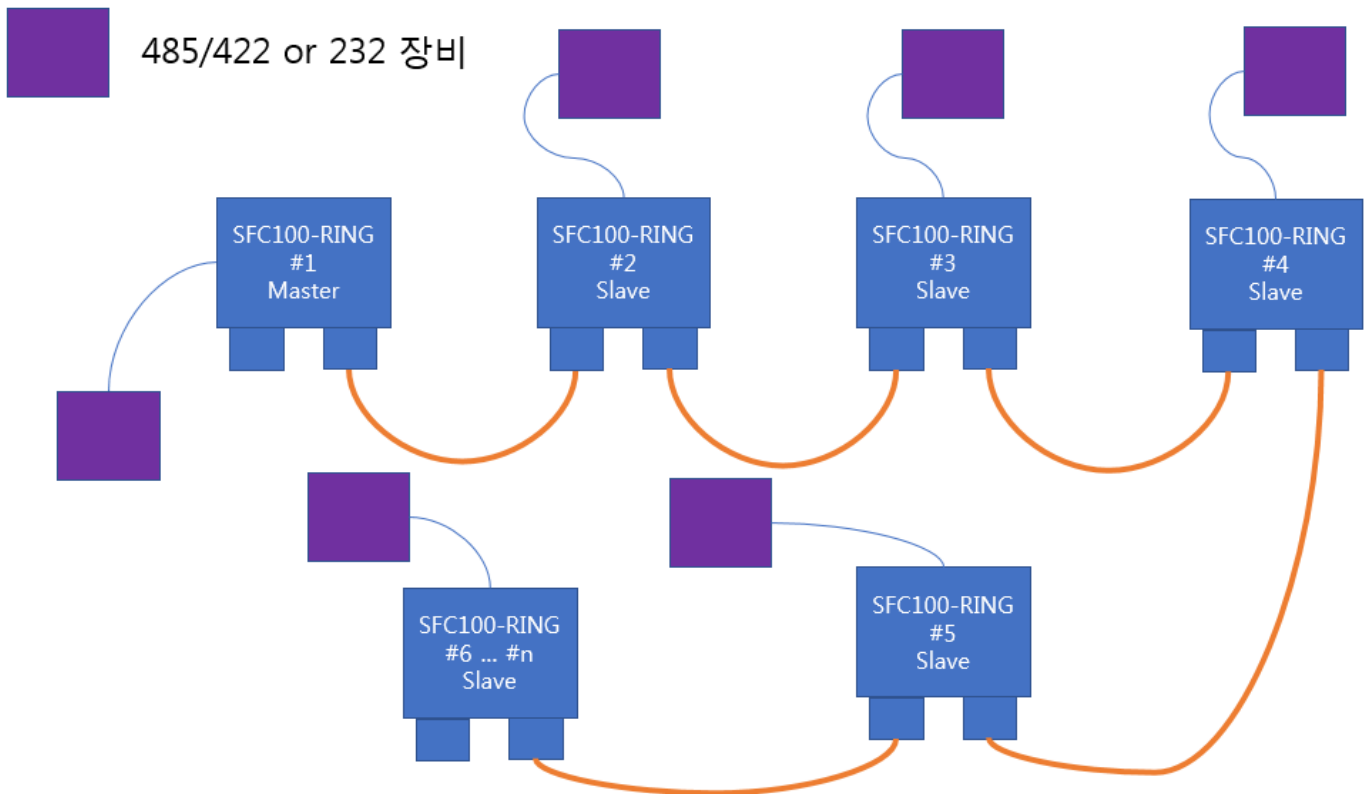 485/422 or 232 장비
SFC100-RING
#1
Master
SFC100-RING
#2
Slave
SFC100-RING
#3
Slave
SFC100-RING
#4
Slave
SFC100-RING
#6 ... #n
Slave
SFC100-RING
#5
Slave